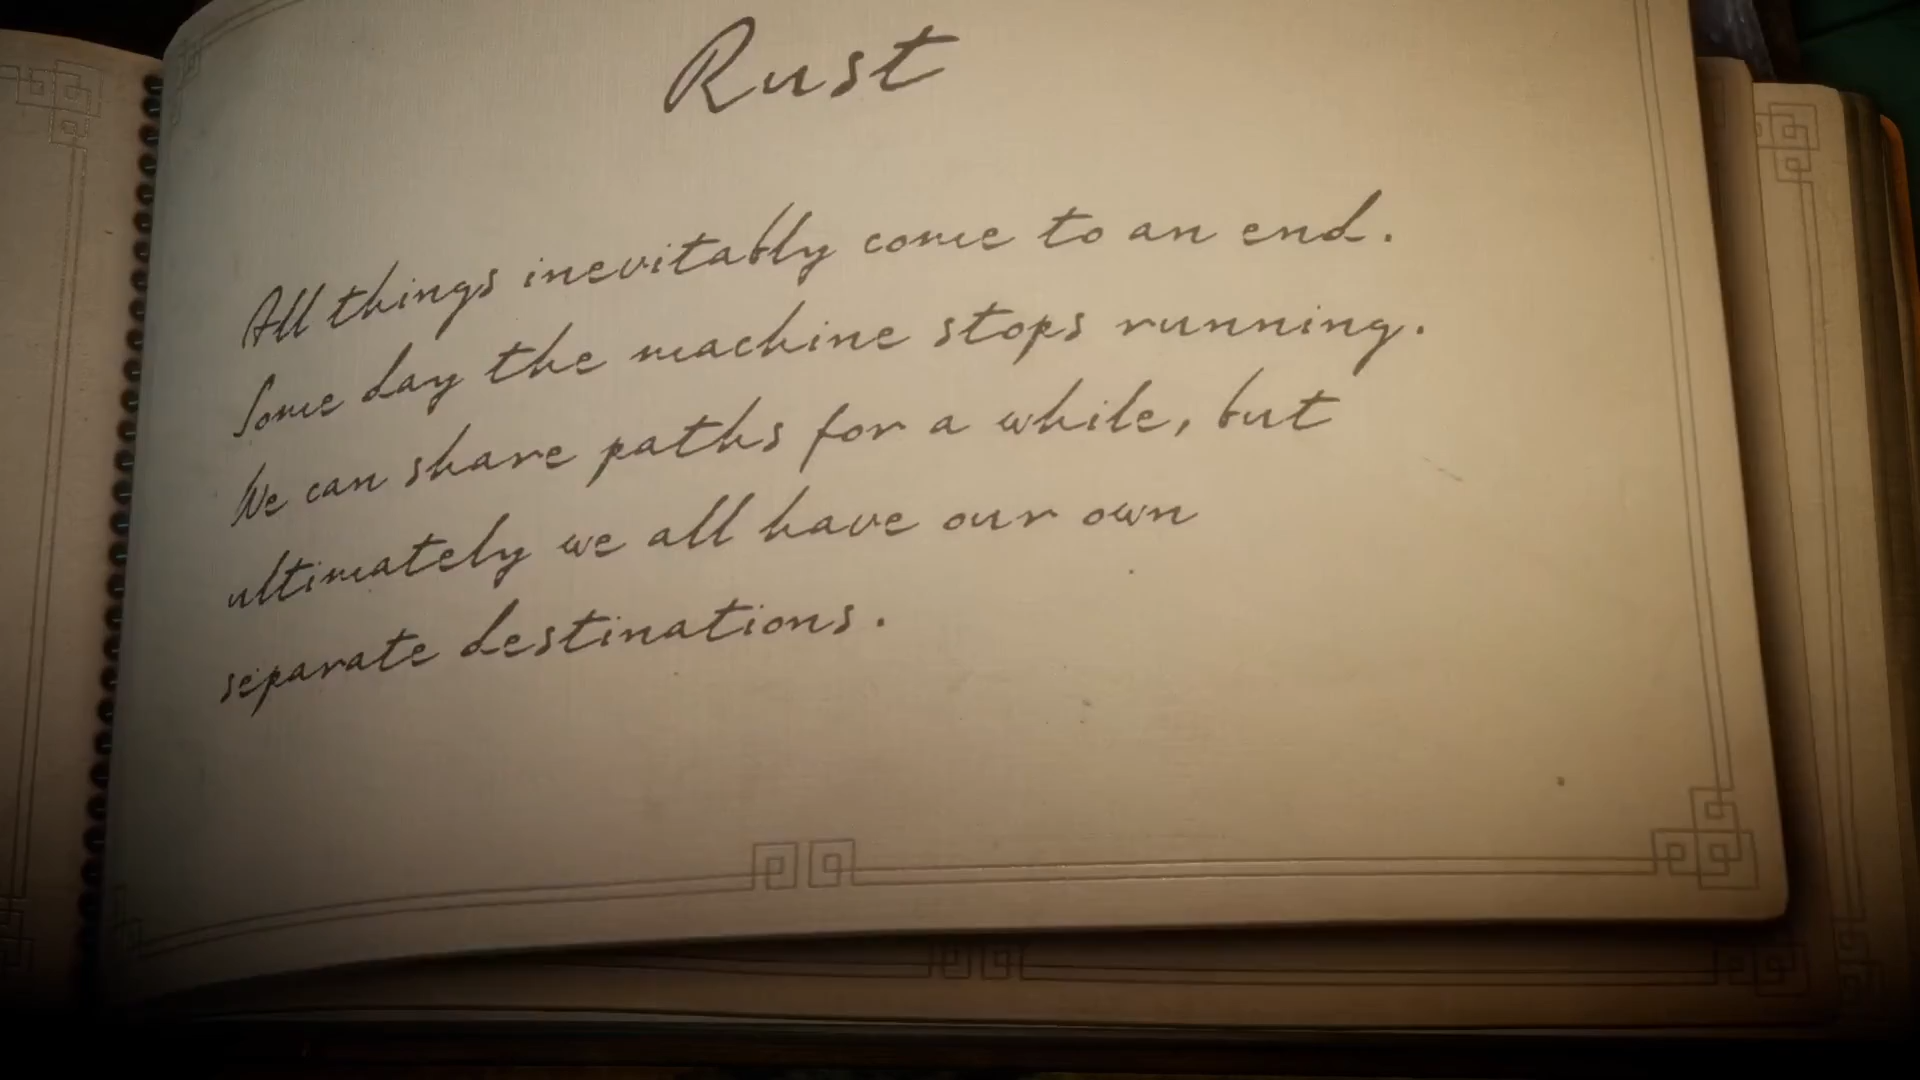 Rust
All things inevitably come to an end.
Some day the machine stops running.
We can share paths for a while, but
ultimately we all have our own
separate destinations.